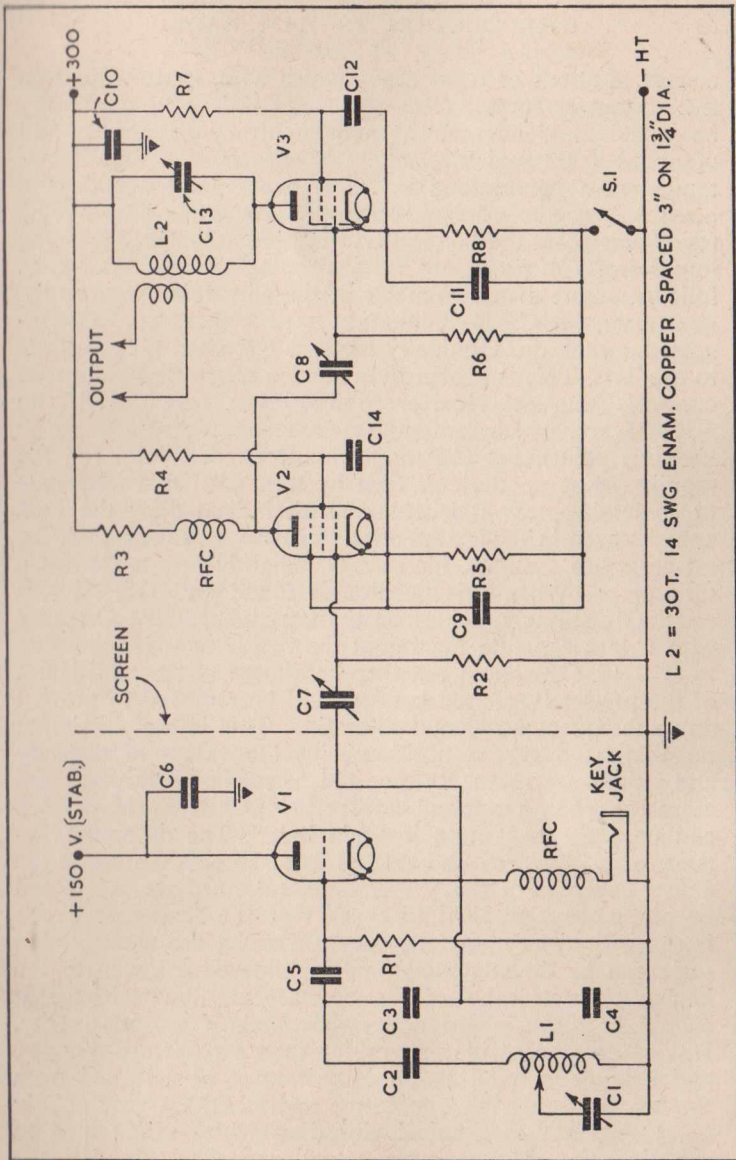 +150 V. (STAB.)
C6
V1
C5
R1
C3
C2
C4
L1
C1
RFC
KEY
JACK
SCREEN
C7
R2
R3
RFC
R4
V2
C14
C9
R5
C8
R6
OUTPUT
L2
C13
+300
C10
R7
V3
C12
C11
R8
S.1
- HT
L2 = 30T. 14 SWG ENAM. COPPER SPACED 3" ON 1¾" DIA.